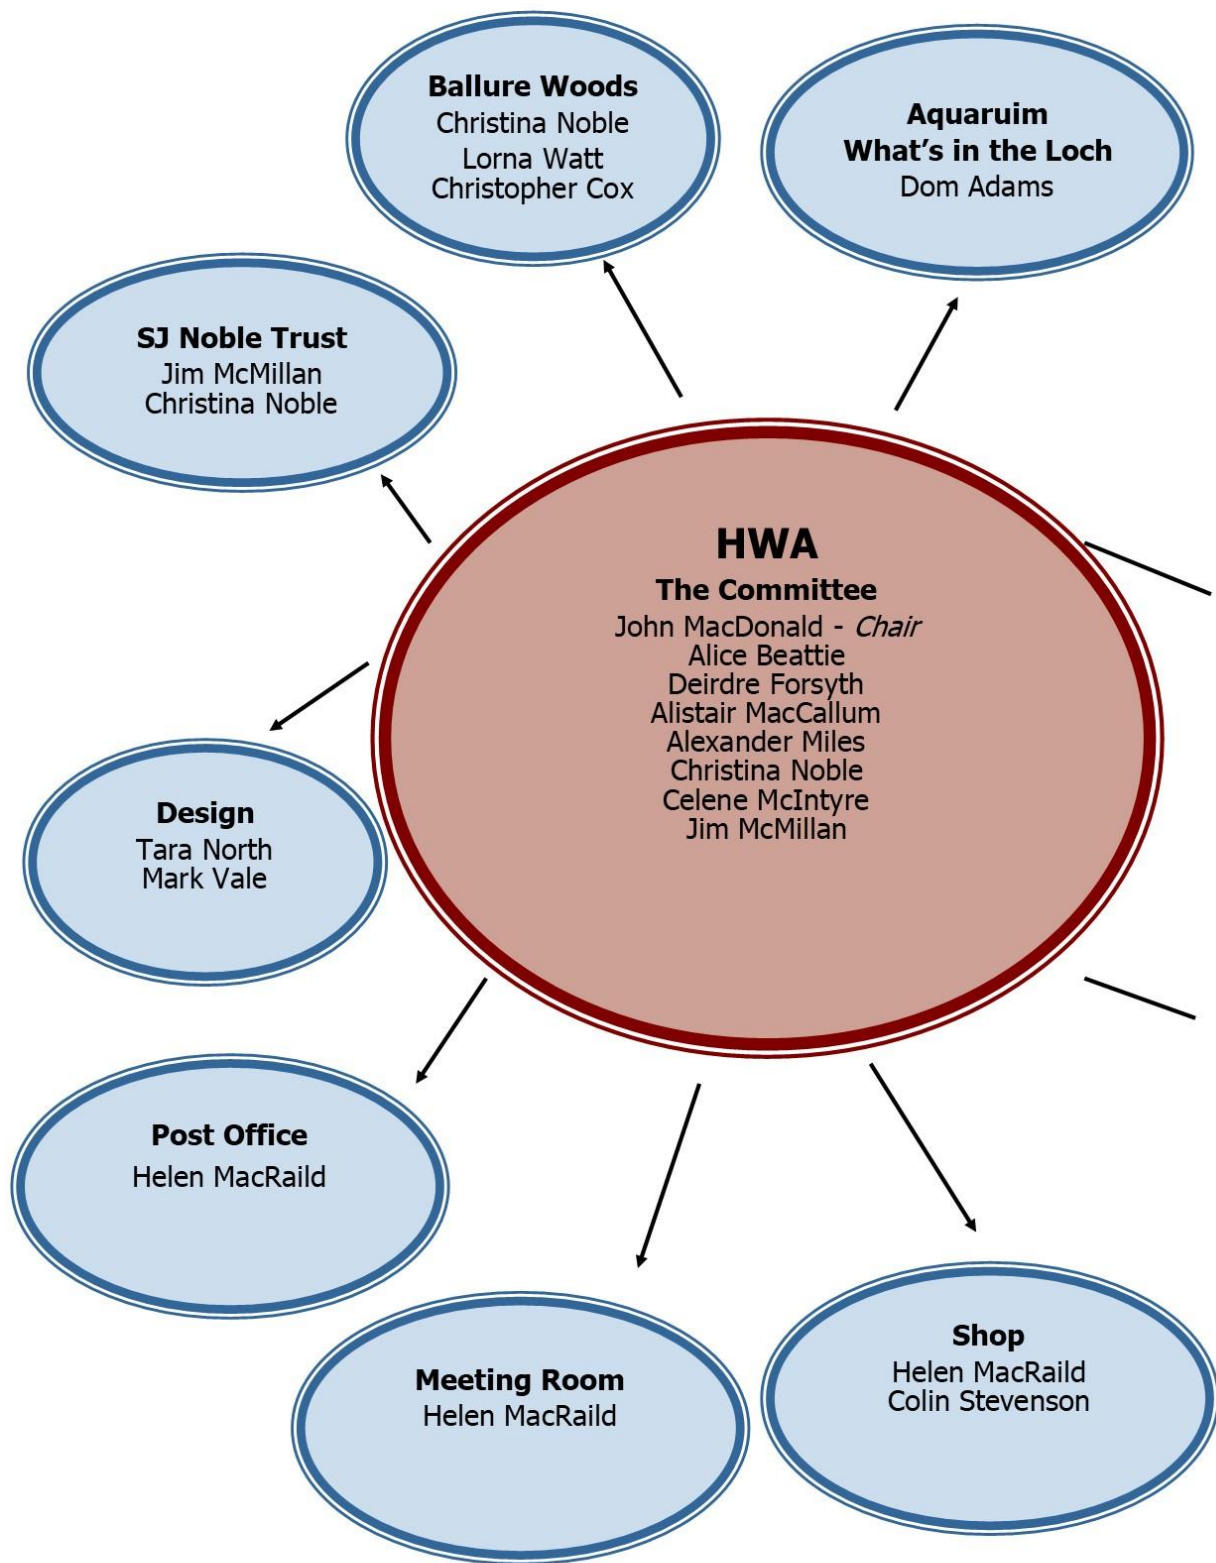 Ballure Woods
Christina Noble
Lorna Watt
Christopher Cox
Aquaruim
What's in the Loch
Dom Adams
SJ Noble Trust
Jim McMillan
Christina Noble
HWA
The Committee
John MacDonald - Chair
Alice Beattie
Deirdre Forsyth
Alistair MacCallum
Alexander Miles
Christina Noble
Celene McIntyre
Jim McMillan
Design
Tara North
Mark Vale
Post Office
Helen MacRaild
Meeting Room
Helen MacRaild
Shop
Helen MacRaild
Colin Stevenson